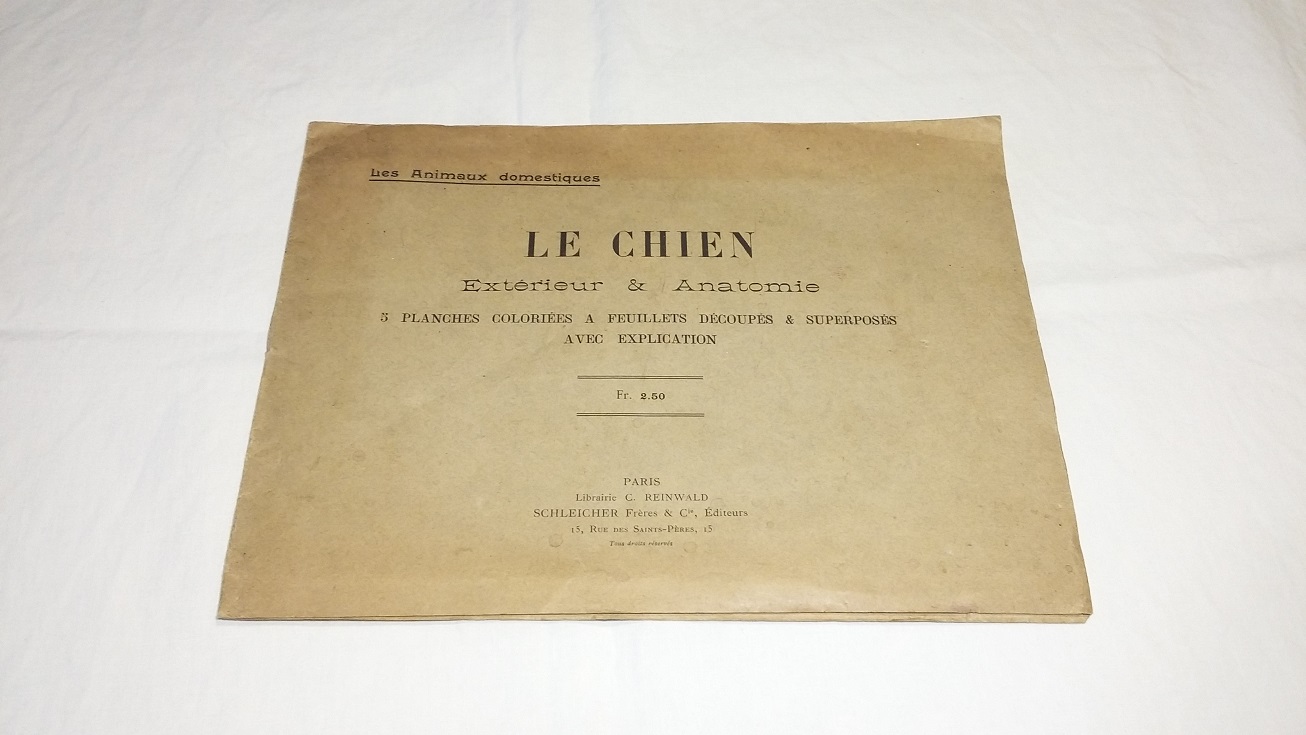 Les Animaux domestiques
LE CHIEN
Extérieur & Anatomie
5 PLANCHES COLORIÉES A FEUILLETS DÉCOUPÉS & SUPERPOSÉS
AVEC EXPLICATION
Fr. 2.50
PARIS
Librairie C. REINWALD
SCHLEICHER Frères & Cie, Éditeurs
15, Rue des Saints-Pères, 15
Tous droits réservés